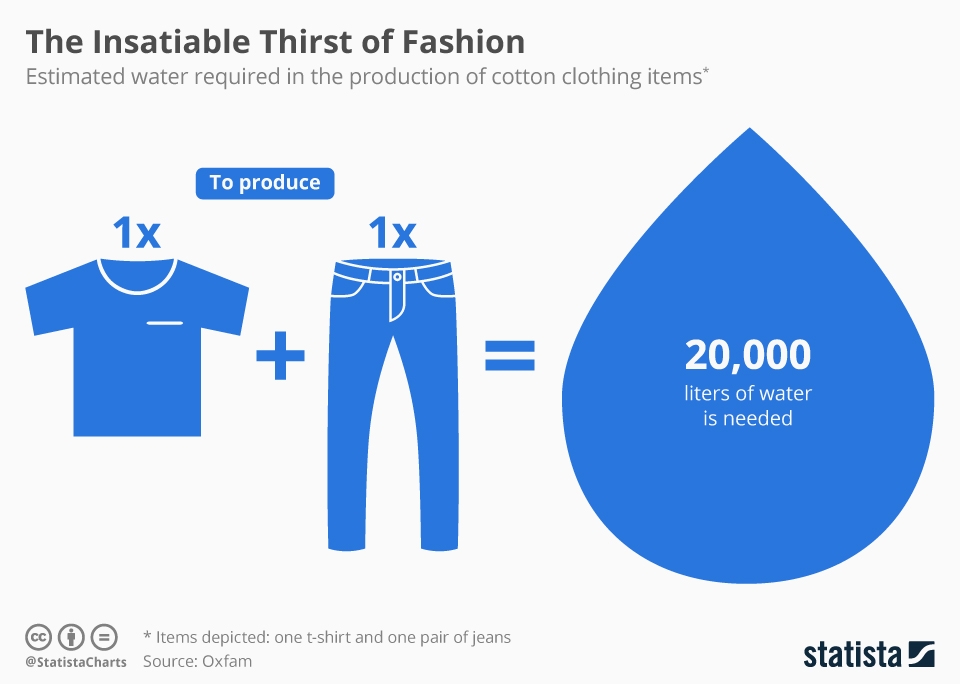 The Insatiable Thirst of Fashion
Estimated water required in the production of cotton clothing items*
To produce
1x
1x
20,000
liters of water
is needed
cc
@StatistaCharts
* Items depicted: one t-shirt and one pair of jeans
Source: Oxfam
statista